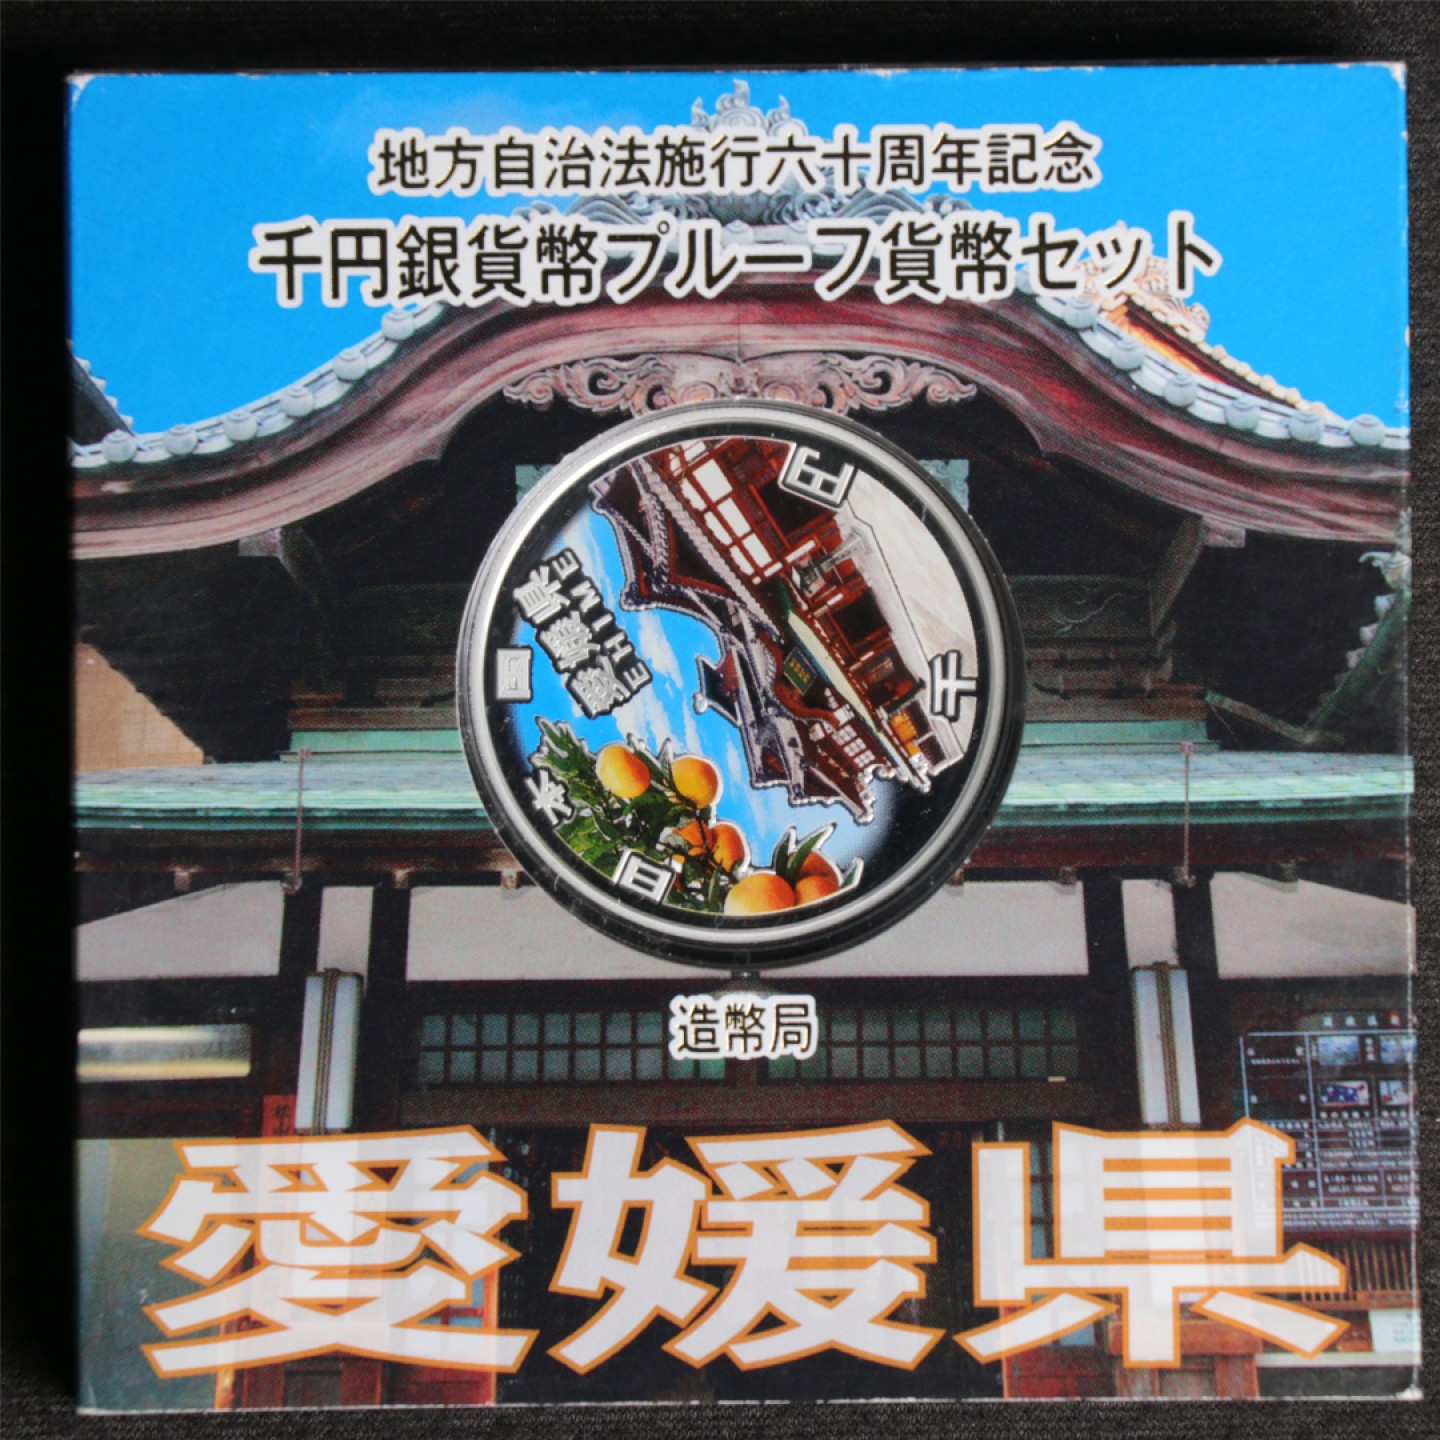 地方自治法施行六十周年記念
千円銀貨幣プルーフ貨幣セット
千円
愛媛県
EHIME
日本国
造幣局
愛媛県